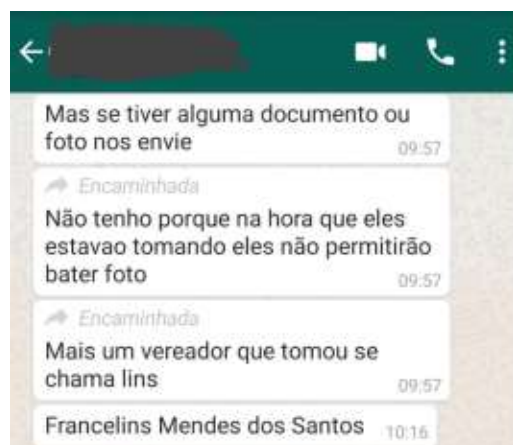 Mas se tiver alguma documento ou
foto nos envie
09:57
Encaminhada
Não tenho porque na hora que eles
estavao tomando eles não permitirão
bater foto
09:57
Encaminhada
Mais um vereador que tomou se
chama lins
09:57
Francelins Mendes dos Santos 10:16